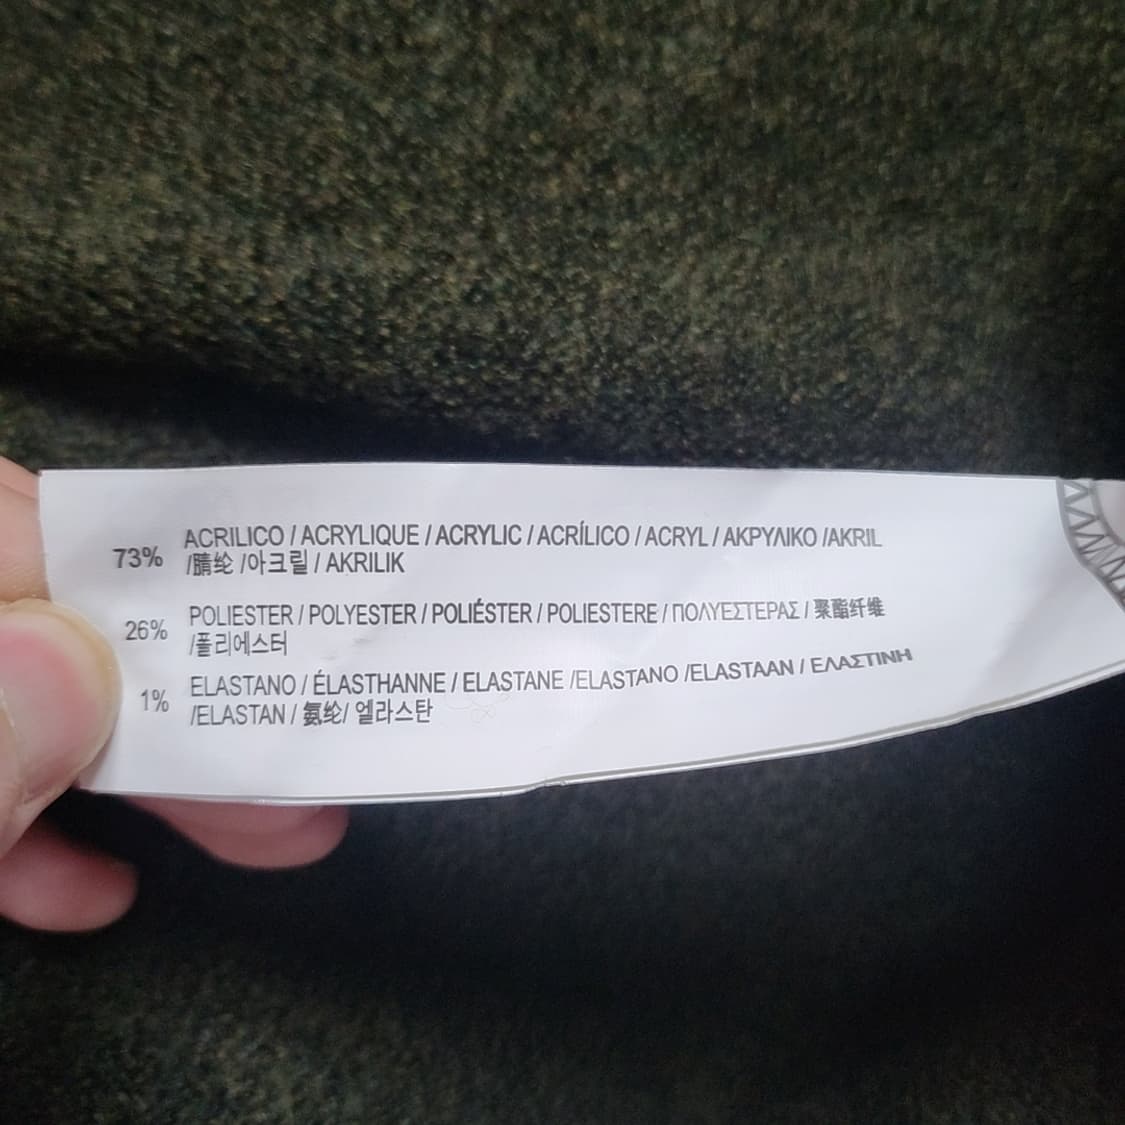 73% ACRILICO / ACRYLIQUE / ACRYLIC / ACRÍLICO / ACRYL / ΑΚΡΥΛΙΚΟ /AKRIL
/腈纶 /아크릴 / AKRILIK
26% POLIESTER / POLYESTER / POLIÉSTER / POLIESTERE / ΠΟΛΥΕΣΤΕΡΑΣ / 聚酯纤维
/폴리에스터
1% ELASTANO / ÉLASTHANNE / ELASTANE /ELASTANO /ELASTAAN / ΕΛΑΣΤΙΝΗ
/ELASTAN / 氨纶/ 엘라스탄